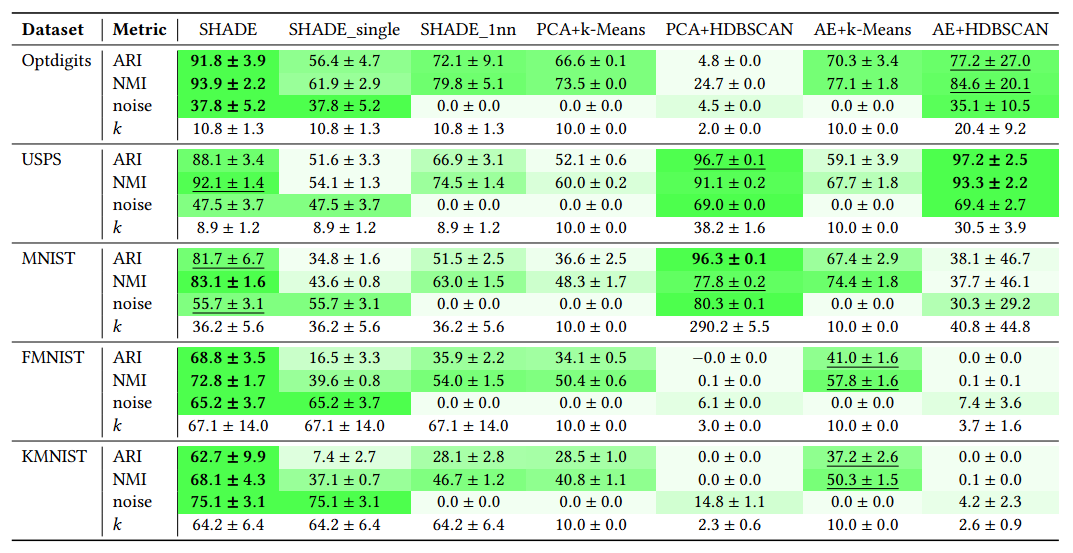 Dataset Metric SHADE SHADE_single SHADE_1nn PCA+k-Means PCA+HDBSCAN AE+k-Means AE+HDBSCAN
Optdigits ARI 91.8 ± 3.9 56.4 ± 4.7 72.1 ± 9.1 66.6 ± 0.1 4.8 ± 0.0 70.3 ± 3.4 77.2 ± 27.0
NMI 93.9 ± 2.2 61.9 ± 2.9 79.8 ± 5.1 73.5 ± 0.0 24.7 ± 0.0 77.1 ± 1.8 84.6 ± 20.1
noise 37.8 ± 5.2 37.8 ± 5.2 0.0 ± 0.0 0.0 ± 0.0 4.5 ± 0.0 0.0 ± 0.0 35.1 ± 10.5
k 10.8 ± 1.3 10.8 ± 1.3 10.8 ± 1.3 10.0 ± 0.0 2.0 ± 0.0 10.0 ± 0.0 20.4 ± 9.2
USPS ARI 88.1 ± 3.4 51.6 ± 3.3 66.9 ± 3.1 52.1 ± 0.6 96.7 ± 0.1 59.1 ± 3.9 97.2 ± 2.5
NMI 92.1 ± 1.4 54.1 ± 1.3 74.5 ± 1.4 60.0 ± 0.2 91.1 ± 0.2 67.7 ± 1.8 93.3 ± 2.2
noise 47.5 ± 3.7 47.5 ± 3.7 0.0 ± 0.0 0.0 ± 0.0 69.0 ± 0.0 0.0 ± 0.0 69.4 ± 2.7
k 8.9 ± 1.2 8.9 ± 1.2 8.9 ± 1.2 10.0 ± 0.0 38.2 ± 1.6 10.0 ± 0.0 30.5 ± 3.9
MNIST ARI 81.7 ± 6.7 34.8 ± 1.6 51.5 ± 2.5 36.6 ± 2.5 96.3 ± 0.1 67.4 ± 2.9 38.1 ± 46.7
NMI 83.1 ± 1.6 43.6 ± 0.8 63.0 ± 1.5 48.3 ± 1.7 77.8 ± 0.2 74.4 ± 1.8 37.7 ± 46.1
noise 55.7 ± 3.1 55.7 ± 3.1 0.0 ± 0.0 0.0 ± 0.0 80.3 ± 0.1 0.0 ± 0.0 30.3 ± 29.2
k 36.2 ± 5.6 36.2 ± 5.6 36.2 ± 5.6 10.0 ± 0.0 290.2 ± 5.5 10.0 ± 0.0 40.8 ± 44.8
FMNIST ARI 68.8 ± 3.5 16.5 ± 3.3 35.9 ± 2.2 34.1 ± 0.5 −0.0 ± 0.0 41.0 ± 1.6 0.0 ± 0.0
NMI 72.8 ± 1.7 39.6 ± 0.8 54.0 ± 1.5 50.4 ± 0.6 0.1 ± 0.0 57.8 ± 1.6 0.1 ± 0.1
noise 65.2 ± 3.7 65.2 ± 3.7 0.0 ± 0.0 0.0 ± 0.0 6.1 ± 0.0 0.0 ± 0.0 7.4 ± 3.6
k 67.1 ± 14.0 67.1 ± 14.0 67.1 ± 14.0 10.0 ± 0.0 3.0 ± 0.0 10.0 ± 0.0 3.7 ± 1.6
KMNIST ARI 62.7 ± 9.9 7.4 ± 2.7 28.1 ± 2.8 28.5 ± 1.0 0.0 ± 0.0 37.2 ± 2.6 0.0 ± 0.0
NMI 68.1 ± 4.3 37.1 ± 0.7 46.7 ± 1.2 40.8 ± 1.1 0.0 ± 0.0 50.3 ± 1.5 0.1 ± 0.0
noise 75.1 ± 3.1 75.1 ± 3.1 0.0 ± 0.0 0.0 ± 0.0 14.8 ± 1.1 0.0 ± 0.0 4.2 ± 2.3
k 64.2 ± 6.4 64.2 ± 6.4 64.2 ± 6.4 10.0 ± 0.0 2.3 ± 0.6 10.0 ± 0.0 2.6 ± 0.9